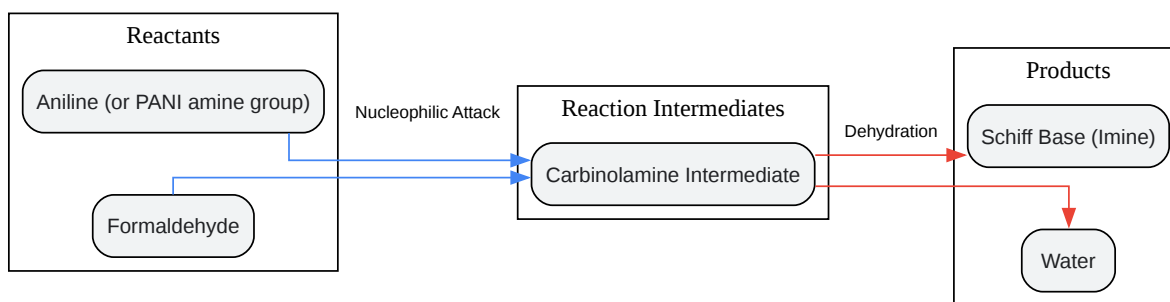 Reactants
Aniline (or PANI amine group)
Formaldehyde
Nucleophilic Attack
Reaction Intermediates
Carbinolamine Intermediate
Dehydration
Products
Schiff Base (Imine)
Water